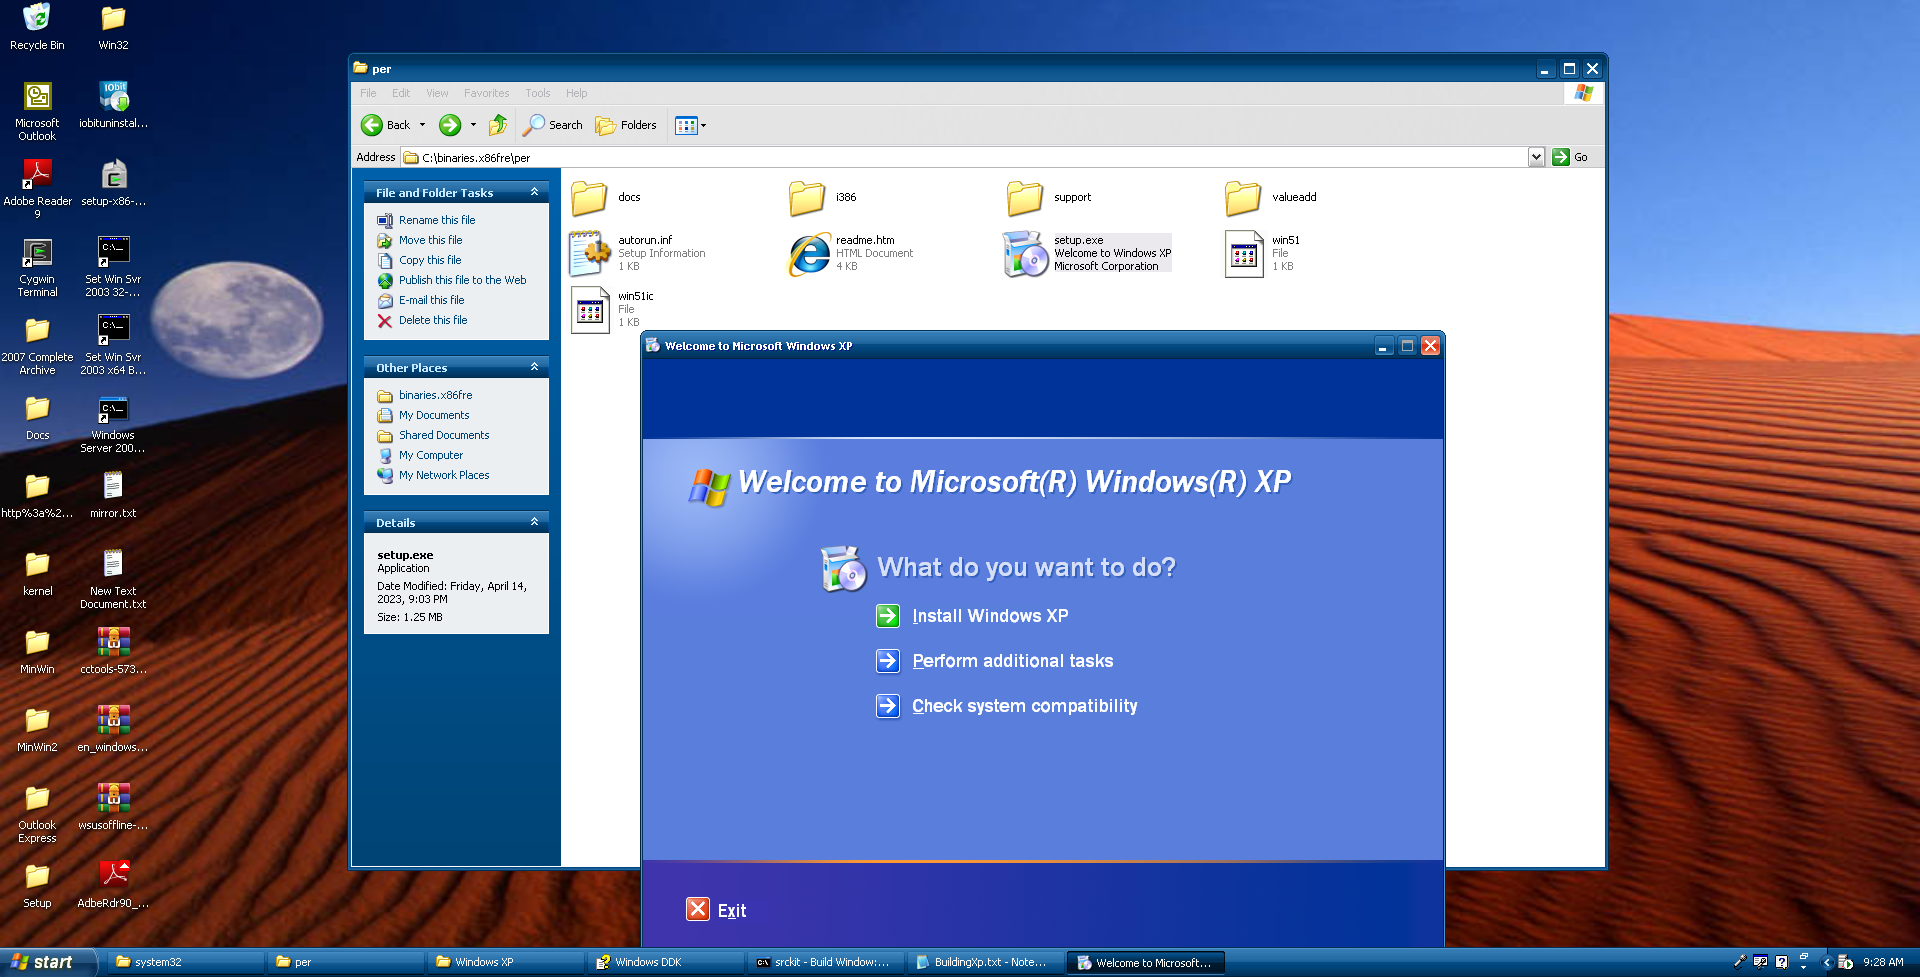 Recycle Bin
Win32
Microsoft
Outlook
iobituninstal...
Adobe Reader
9
setup-x86-...
Cygwin
Terminal
Set Win Svr
2003 32-...
2007 Complete
Archive
Set Win Svr
2003 x64 B...
Docs
Windows
Server 200...
http%3a%2...
mirror.txt
kernel
New Text
Document.txt
MinWin
cctools-573...
MinWin2
en_windows...
Outlook
Express
wsusoffline-...
Setup
AdbeRdr90_...
per
File Edit View Favorites Tools Help
Back Search Folders
Address C:\binaries.x86fre\per Go
File and Folder Tasks
Rename this file
Move this file
Copy this file
Publish this file to the Web
E-mail this file
Delete this file
Other Places
binaries.x86fre
My Documents
Shared Documents
My Computer
My Network Places
Details
setup.exe
Application
Date Modified: Friday, April 14,
2023, 9:03 PM
Size: 1.25 MB
docs
i386
support
valueadd
autorun.inf
Setup Information
1 KB
readme.htm
HTML Document
4 KB
setup.exe
Welcome to Windows XP
Microsoft Corporation
win51
File
1 KB
win51ic
File
1 KB
Welcome to Microsoft Windows XP
Welcome to Microsoft(R) Windows(R) XP
What do you want to do?
Install Windows XP
Perform additional tasks
Check system compatibility
Exit
start
system32
per
Windows XP
Windows DDK
srckit - Build Window:...
BuildingXp.txt - Note...
Welcome to Microsoft...
9:28 AM